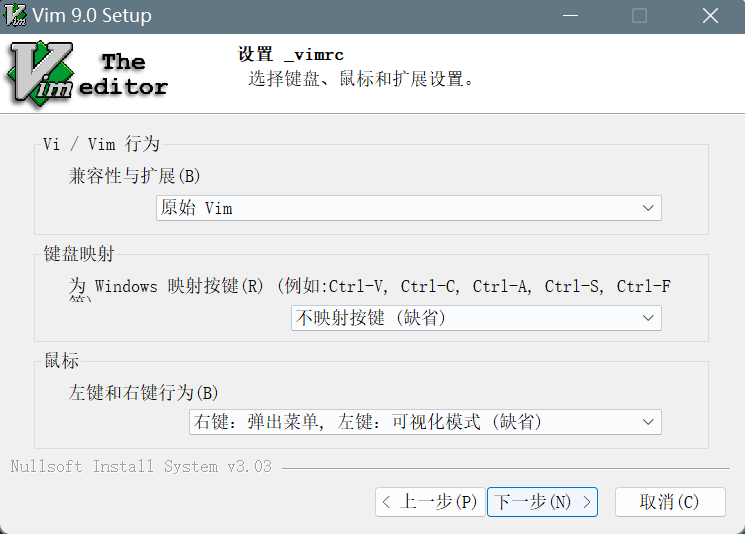 Vim 9.0 Setup
The
Vim editor
设置 _vimrc
选择键盘、鼠标和扩展设置。
Vi / Vim 行为
兼容性与扩展(B)
原始 Vim
键盘映射
为 Windows 映射按键(R) (例如:Ctrl-V, Ctrl-C, Ctrl-A, Ctrl-S, Ctrl-F
等)
不映射按键 (缺省)
鼠标
左键和右键行为(B)
右键: 弹出菜单, 左键: 可视化模式 (缺省)
Nullsoft Install System v3.03
< 上一步(P)
下一步(N) >
取消(C)